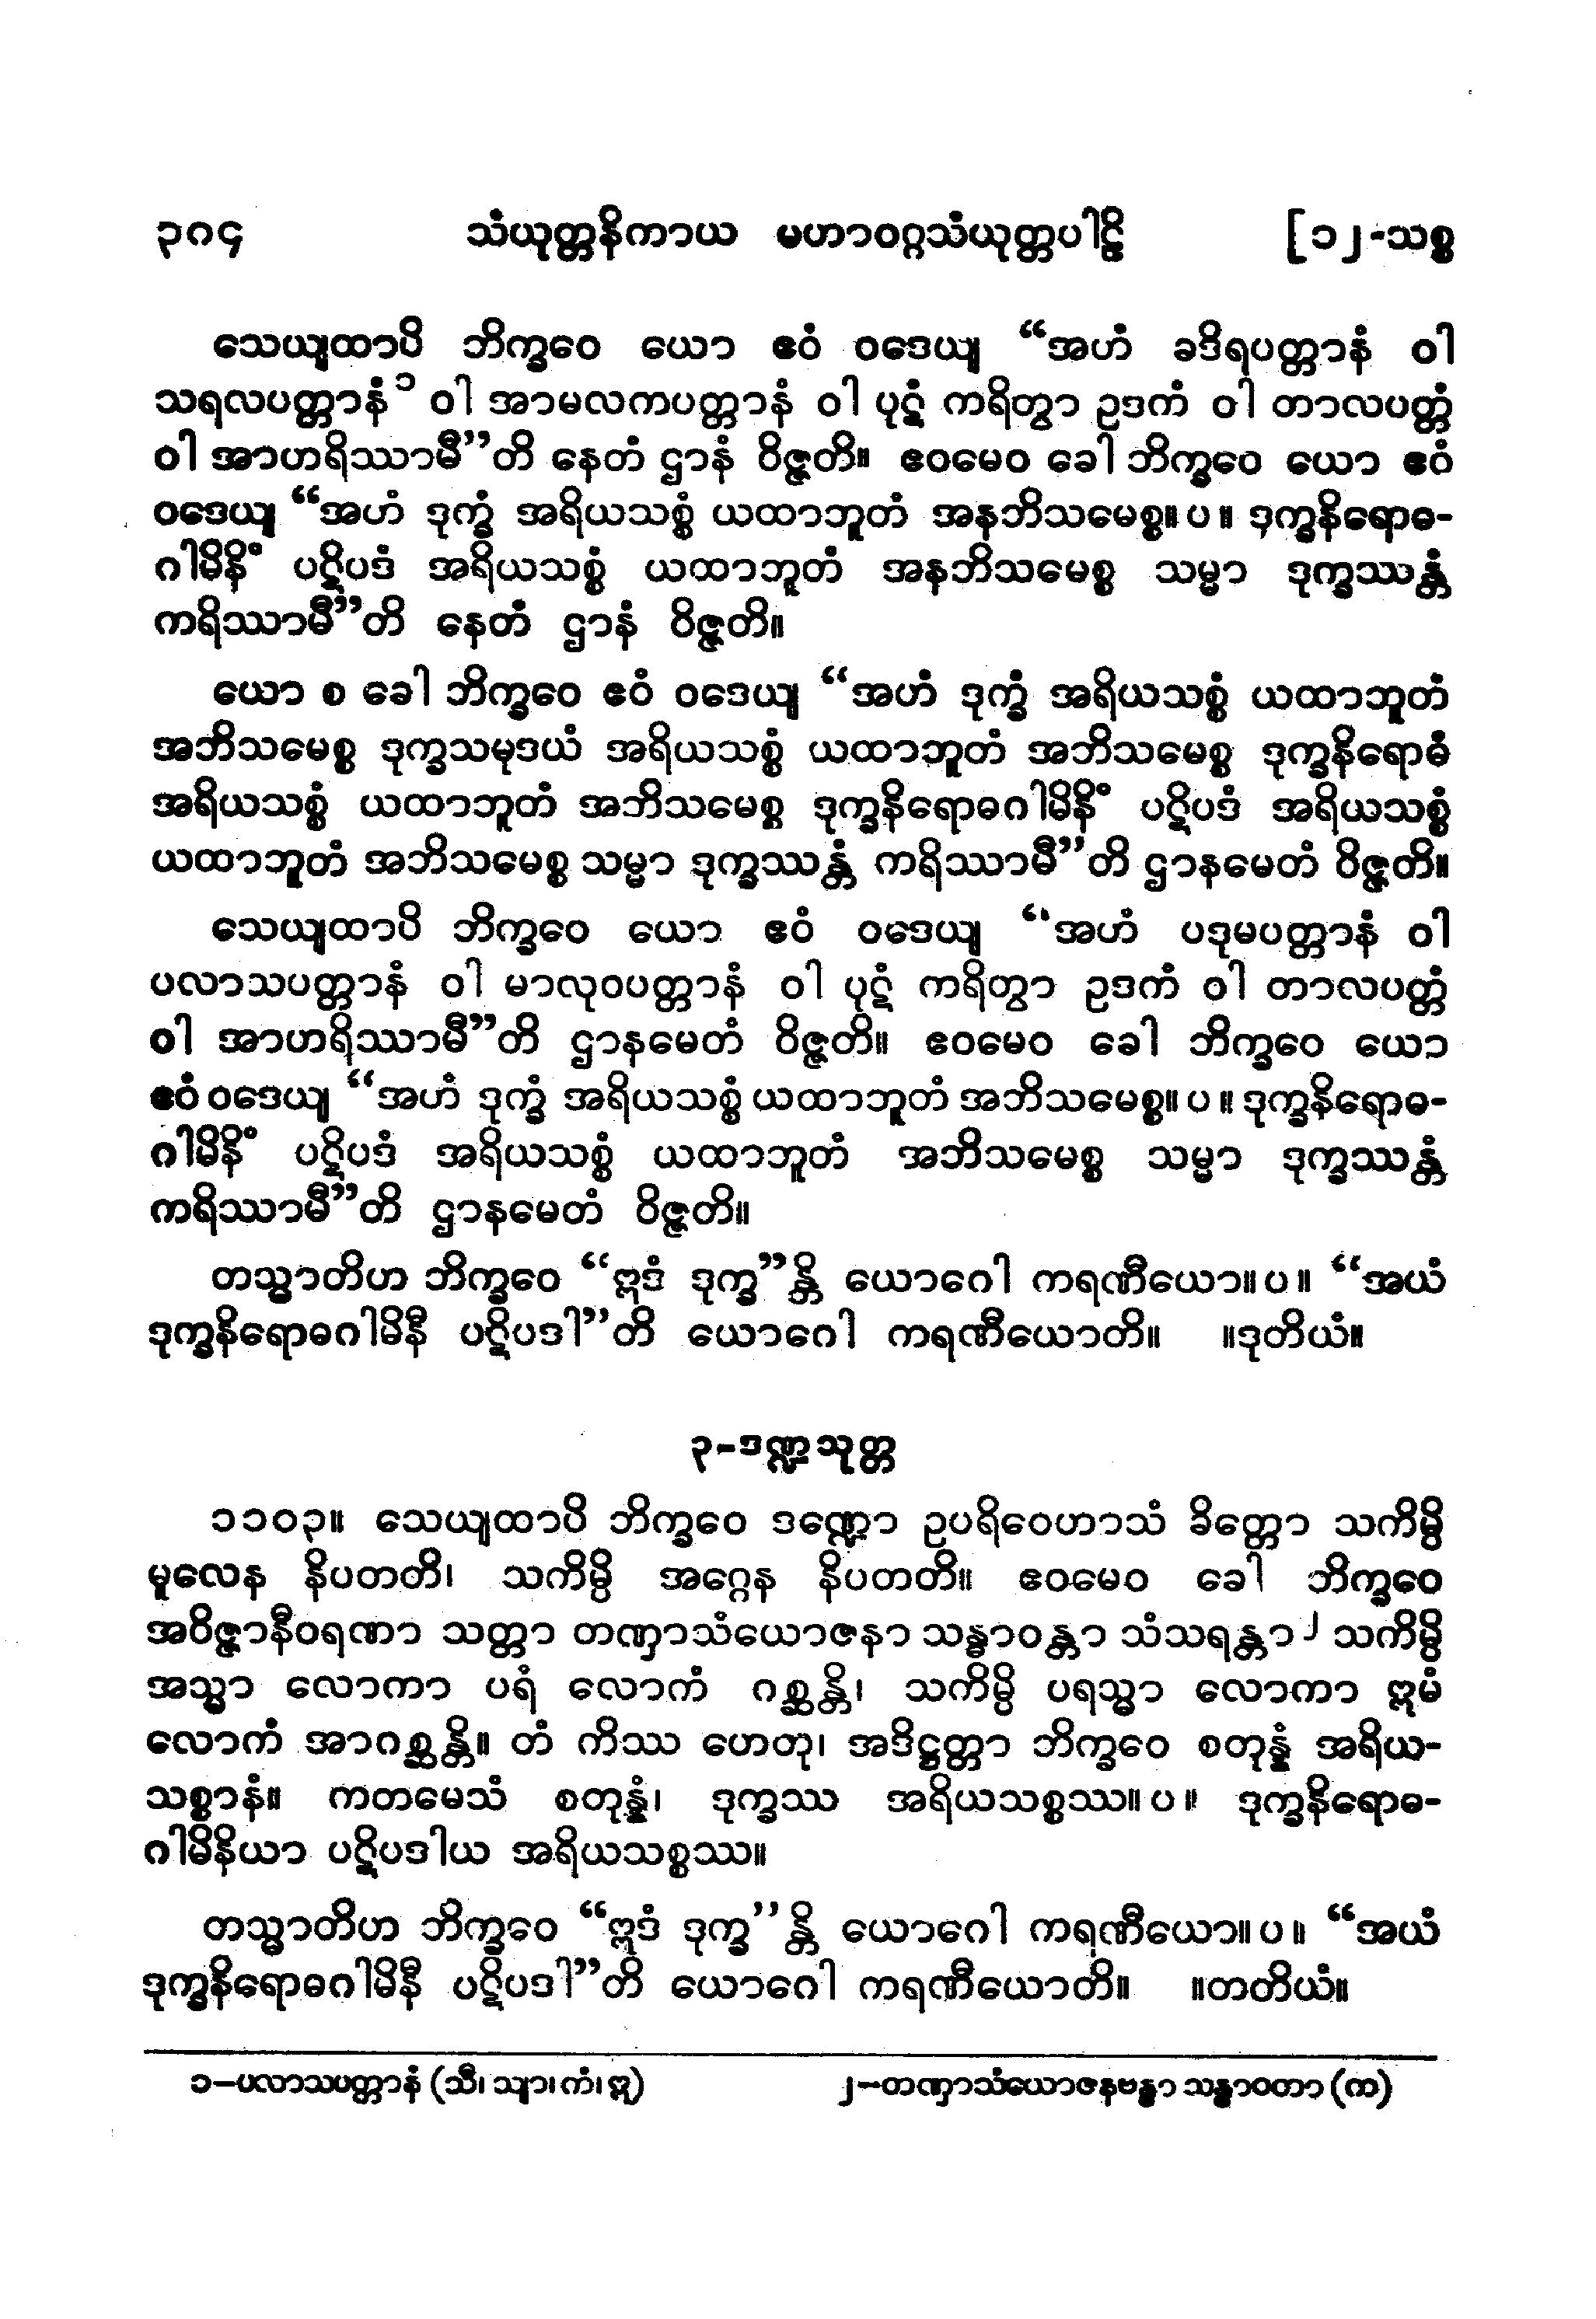 ၃၈၄ သံယုတ္တနိကာယ မဟာဝဂ္ဂသံယုတ္တပါဠိ [၁၂-သစ္စ
သေယျထာပိ ဘိက္ခဝေ ယော ဧဝံ ဝဒေယျ “အဟံ ခဒိရပတ္တာနံ ဝါ
သရလပတ္တာနံ၁ ဝါ အာမလကပတ္တာနံ ဝါ ပုဋံ ကရိတွာ ဥဒကံ ဝါ တာလပတ္တံ
ဝါ အာဟရိဿာမီ”တိ နေတံ ဌာနံ ဝိဇ္ဇတိ။ ဧဝမေဝ ခေါ ဘိက္ခဝေ ယော ဧဝံ
ဝဒေယျ “အဟံ ဒုက္ခံ အရိယသစ္စံ ယထာဘူတံ အနဘိသမေစ္စ။ ပ ။ ဒုက္ခနိရောဓ-
ဂါမိနိံ ပဋိပဒံ အရိယသစ္စံ ယထာဘူတံ အနဘိသမေစ္စ သမ္မာ ဒုက္ခဿန္တံ
ကရိဿာမီ”တိ နေတံ ဌာနံ ဝိဇ္ဇတိ။
ယော စ ခေါ ဘိက္ခဝေ ဧဝံ ဝဒေယျ “အဟံ ဒုက္ခံ အရိယသစ္စံ ယထာဘူတံ
အဘိသမေစ္စ ဒုက္ခသမုဒယံ အရိယသစ္စံ ယထာဘူတံ အဘိသမေစ္စ ဒုက္ခနိရောဓံ
အရိယသစ္စံ ယထာဘူတံ အဘိသမေစ္စ ဒုက္ခနိရောဓဂါမိနိံ ပဋိပဒံ အရိယသစ္စံ
ယထာဘူတံ အဘိသမေစ္စ သမ္မာ ဒုက္ခဿန္တံ ကရိဿာမီ”တိ ဌာနမေတံ ဝိဇ္ဇတိ။
သေယျထာပိ ဘိက္ခဝေ ယော ဧဝံ ဝဒေယျ “အဟံ ပဒုမပတ္တာနံ ဝါ
ပလာသပတ္တာနံ ဝါ မာလုဝပတ္တာနံ ဝါ ပုဋံ ကရိတွာ ဥဒကံ ဝါ တာလပတ္တံ
ဝါ အာဟရိဿာမီ”တိ ဌာနမေတံ ဝိဇ္ဇတိ။ ဧဝမေဝ ခေါ ဘိက္ခဝေ ယော
ဧဝံ ဝဒေယျ “အဟံ ဒုက္ခံ အရိယသစ္စံ ယထာဘူတံ အဘိသမေစ္စ။ ပ ။ ဒုက္ခနိရောဓ-
ဂါမိနိံ ပဋိပဒံ အရိယသစ္စံ ယထာဘူတံ အဘိသမေစ္စ သမ္မာ ဒုက္ခဿန္တံ
ကရိဿာမီ”တိ ဌာနမေတံ ဝိဇ္ဇတိ။
တသ္မာတိဟ ဘိက္ခဝေ “ဣဒံ ဒုက္ခ”န္တိ ယောဂေါ ကရဏီယော။ ပ ။ “အယံ
ဒုက္ခနိရောဓဂါမိနီ ပဋိပဒါ”တိ ယောဂေါ ကရဏီယောတိ။ ။ဒုတိယံ။
၃-ဒဏ္ဍသုတ္တ
၁၁၀၃။ သေယျထာပိ ဘိက္ခဝေ ဒဏ္ဍော ဥပရိဝေဟာသံ ခိတ္တော သကိမ္ပိ
မူလေန နိပတတိ၊ သကိမ္ပိ အဂ္ဂေန နိပတတိ။ ဧဝမေဝ ခေါ ဘိက္ခဝေ
အဝိဇ္ဇာနီဝရဏာ သတ္တာ တဏှာသံယောဇနာ သန္ဓာဝန္တာ သံသရန္တာ၂ သကိမ္ပိ
အသ္မာ လောကာ ပရံ လောကံ ဂစ္ဆန္တိ၊ သကိမ္ပိ ပရသ္မာ လောကာ ဣမံ
လောကံ အာဂစ္ဆန္တိ။ တံ ကိဿ ဟေတု၊ အဒိဋ္ဌတ္တာ ဘိက္ခဝေ စတုန္နံ အရိယ-
သစ္စာနံ။ ကတမေသံ စတုန္နံ၊ ဒုက္ခဿ အရိယသစ္စဿ။ ပ ။ ဒုက္ခနိရောဓ-
ဂါမိနိယာ ပဋိပဒါယ အရိယသစ္စဿ။
တသ္မာတိဟ ဘိက္ခဝေ “ဣဒံ ဒုက္ခ”န္တိ ယောဂေါ ကရဏီယော။ ပ ။ “အယံ
ဒုက္ခနိရောဓဂါမိနီ ပဋိပဒါ”တိ ယောဂေါ ကရဏီယောတိ။ ။တတိယံ။
၁–ပလာသပတ္တာနံ (သီ၊ သျာ၊ ကံ၊ ဣ) ၂–တဏှာသံယောဇနဗန္ဓာ သန္ဓာဝတာ (က)